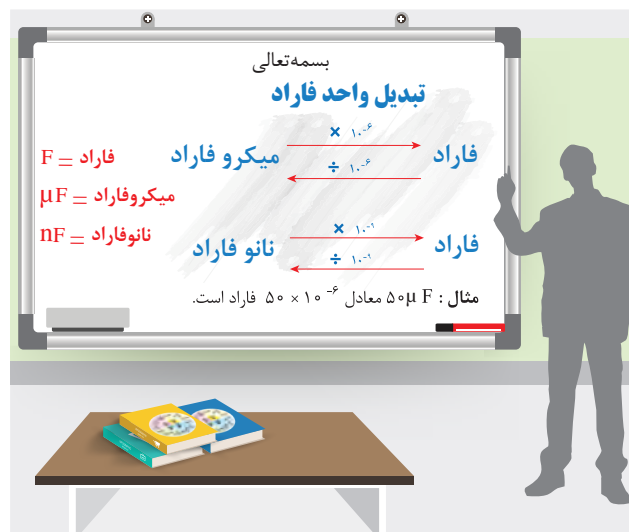 بسمه‌تعالی
تبدیل واحد فاراد
× ۱۰⁻۶
فاراد میکرو فاراد
÷ ۱۰⁻۶
× ۱۰⁻۹
فاراد نانو فاراد
÷ ۱۰⁻۹
فاراد = F
میکروفاراد = μF
نانوفاراد = nF
مثال : ۵۰μ F معادل ۵۰ × ۱۰⁻۶ فاراد است.